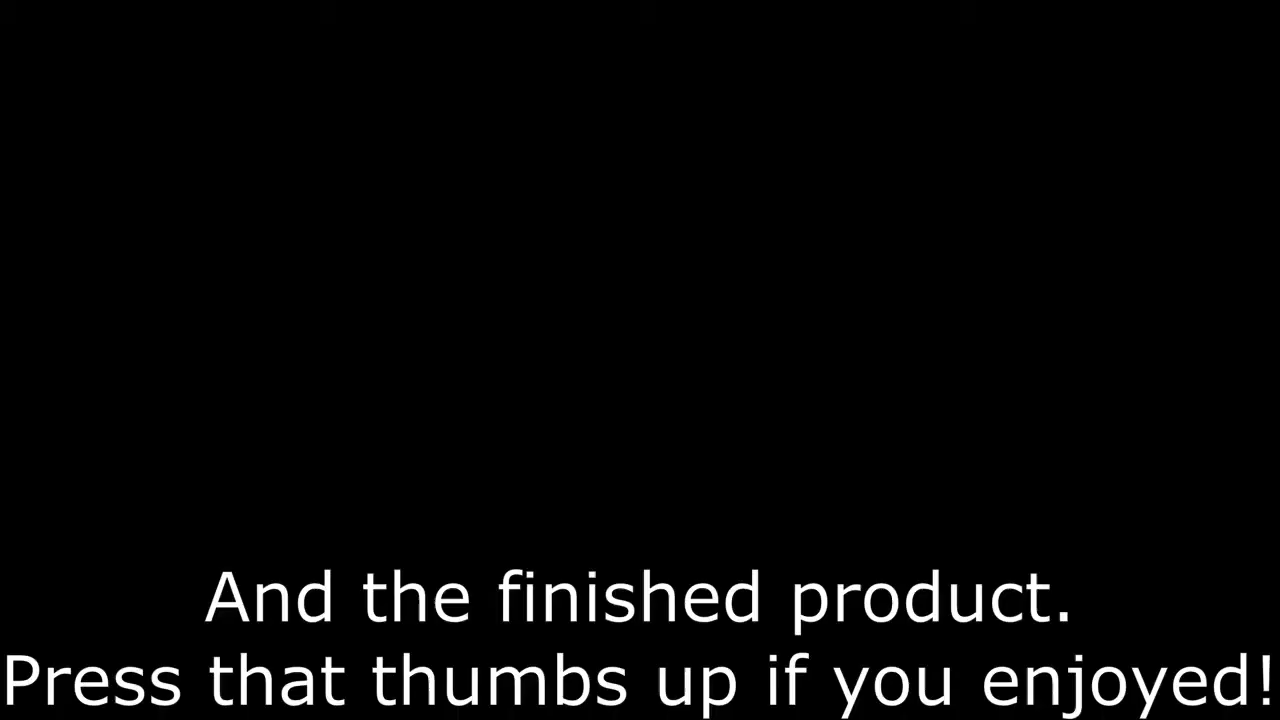 And the finished product.
Press that thumbs up if you enjoyed!